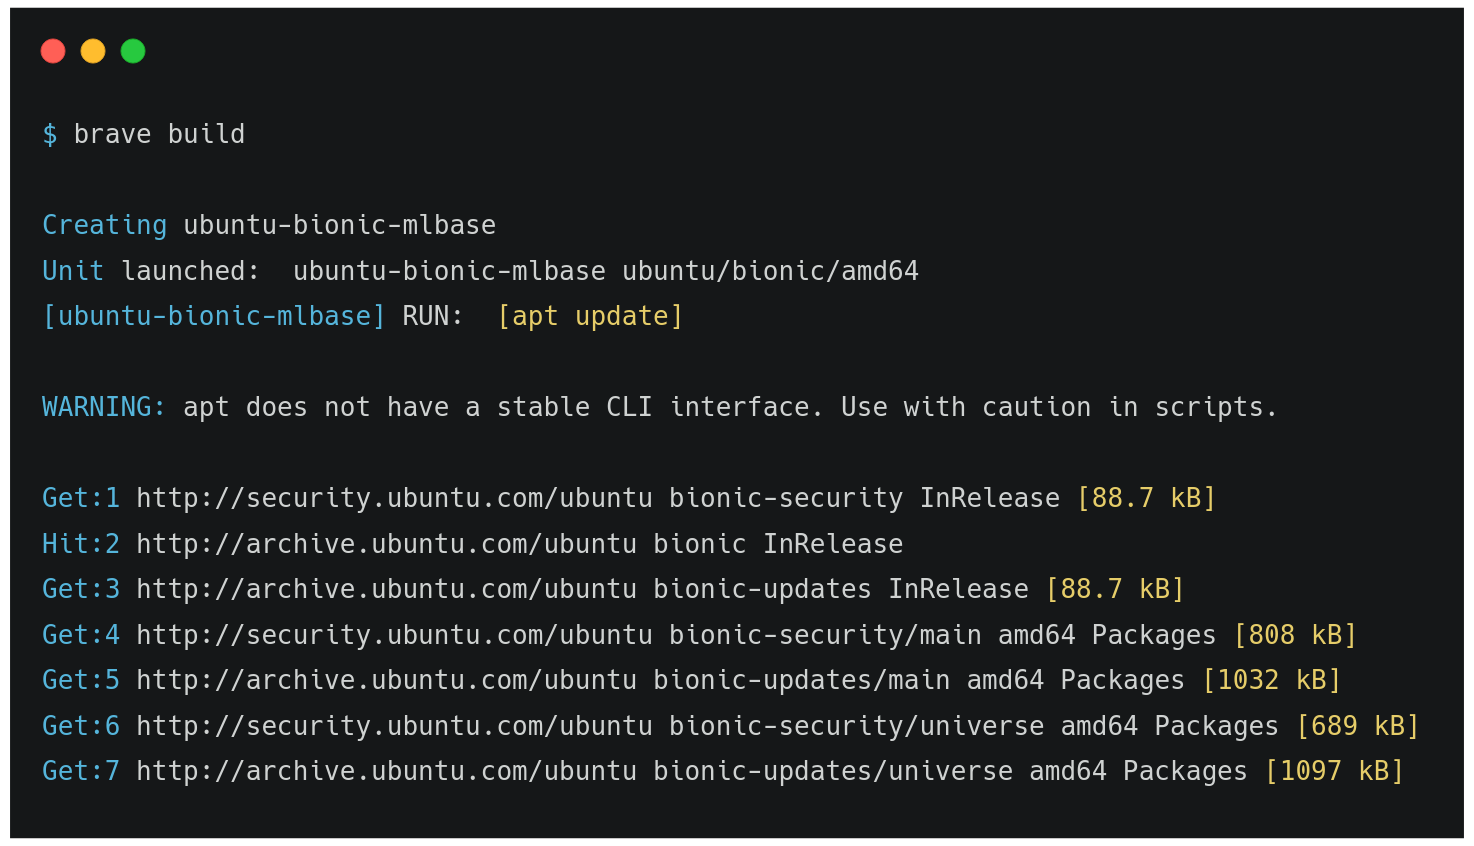 $ brave build
Creating ubuntu-bionic-mlbase
Unit launched:  ubuntu-bionic-mlbase ubuntu/bionic/amd64
[ubuntu-bionic-mlbase] RUN:  [apt update]
WARNING: apt does not have a stable CLI interface. Use with caution in scripts.
Get:1 http://security.ubuntu.com/ubuntu bionic-security InRelease [88.7 kB]
Hit:2 http://archive.ubuntu.com/ubuntu bionic InRelease
Get:3 http://archive.ubuntu.com/ubuntu bionic-updates InRelease [88.7 kB]
Get:4 http://security.ubuntu.com/ubuntu bionic-security/main amd64 Packages [808 kB]
Get:5 http://archive.ubuntu.com/ubuntu bionic-updates/main amd64 Packages [1032 kB]
Get:6 http://security.ubuntu.com/ubuntu bionic-security/universe amd64 Packages [689 kB]
Get:7 http://archive.ubuntu.com/ubuntu bionic-updates/universe amd64 Packages [1097 kB]